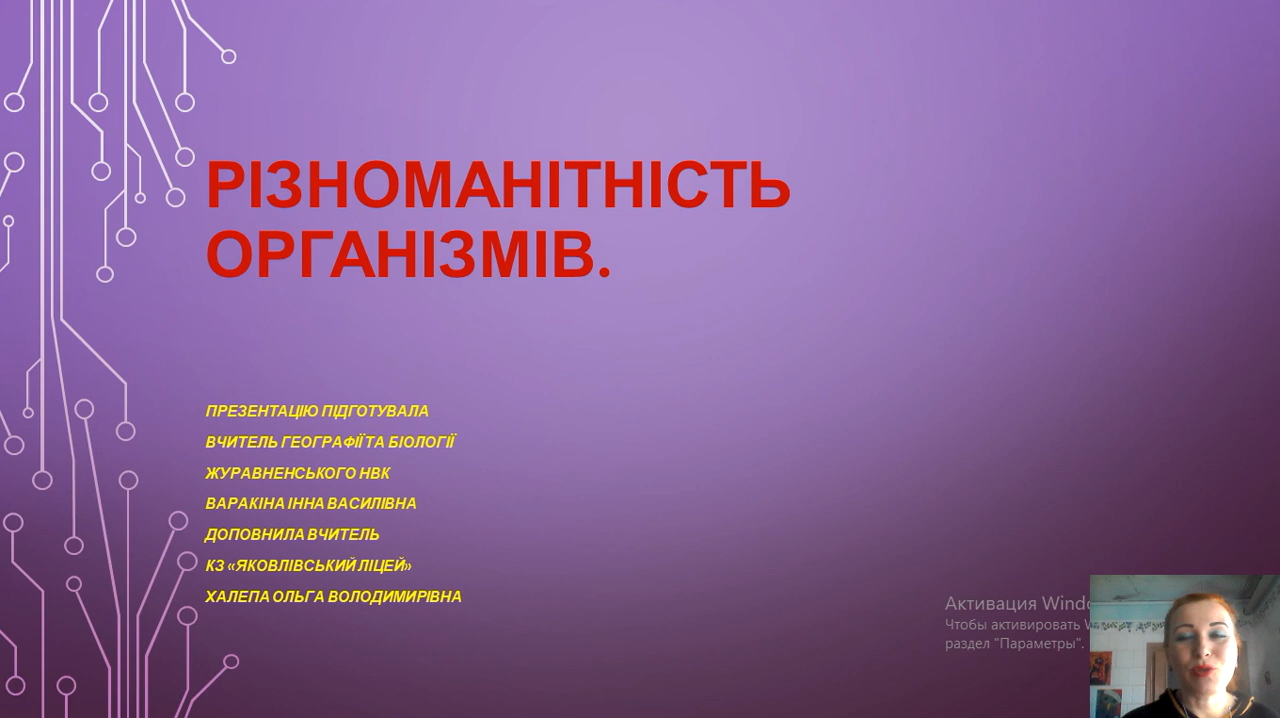 РІЗНОМАНІТНІСТЬ
ОРГАНІЗМІВ.
ПРЕЗЕНТАЦІЮ ПІДГОТУВАЛА
ВЧИТЕЛЬ ГЕОГРАФІЇ ТА БІОЛОГІЇ
ЖУРАВНЕНСЬКОГО НВК
ВАРАКІНА ІННА ВАСИЛІВНА
ДОПОВНИЛА ВЧИТЕЛЬ
КЗ «ЯКОВЛІВСЬКИЙ ЛІЦЕЙ»
ХАЛЕПА ОЛЬГА ВОЛОДИМИРІВНА
Активация
Чтобы активировать
раздел "Параметры".